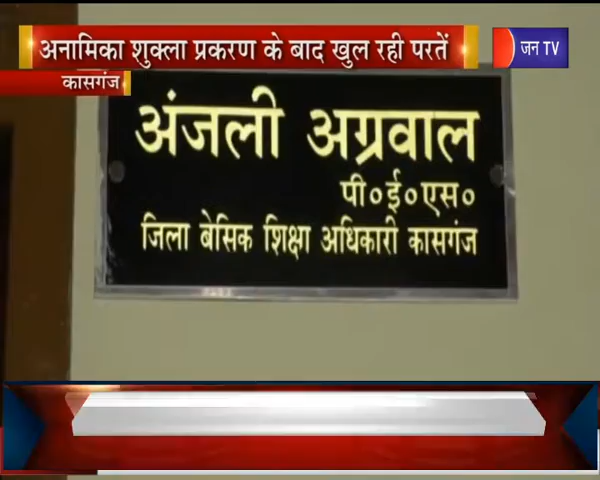 अनामिका शुक्ला प्रकरण के बाद खुल रही परतें
जन TV
कासगंज
अंजली अग्रवाल
पी०ई०एस०
जिला बेसिक शिक्षा अधिकारी कासगंज